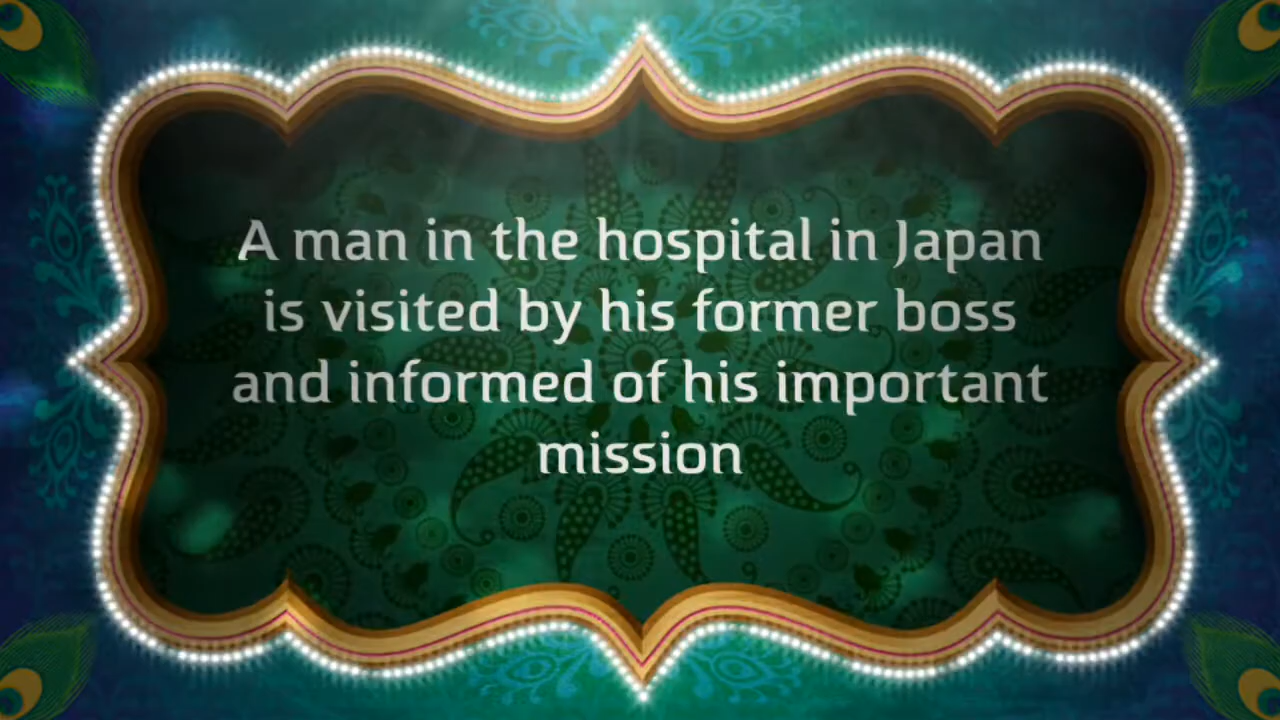 A man in the hospital in Japan
is visited by his former boss
and informed of his important
mission